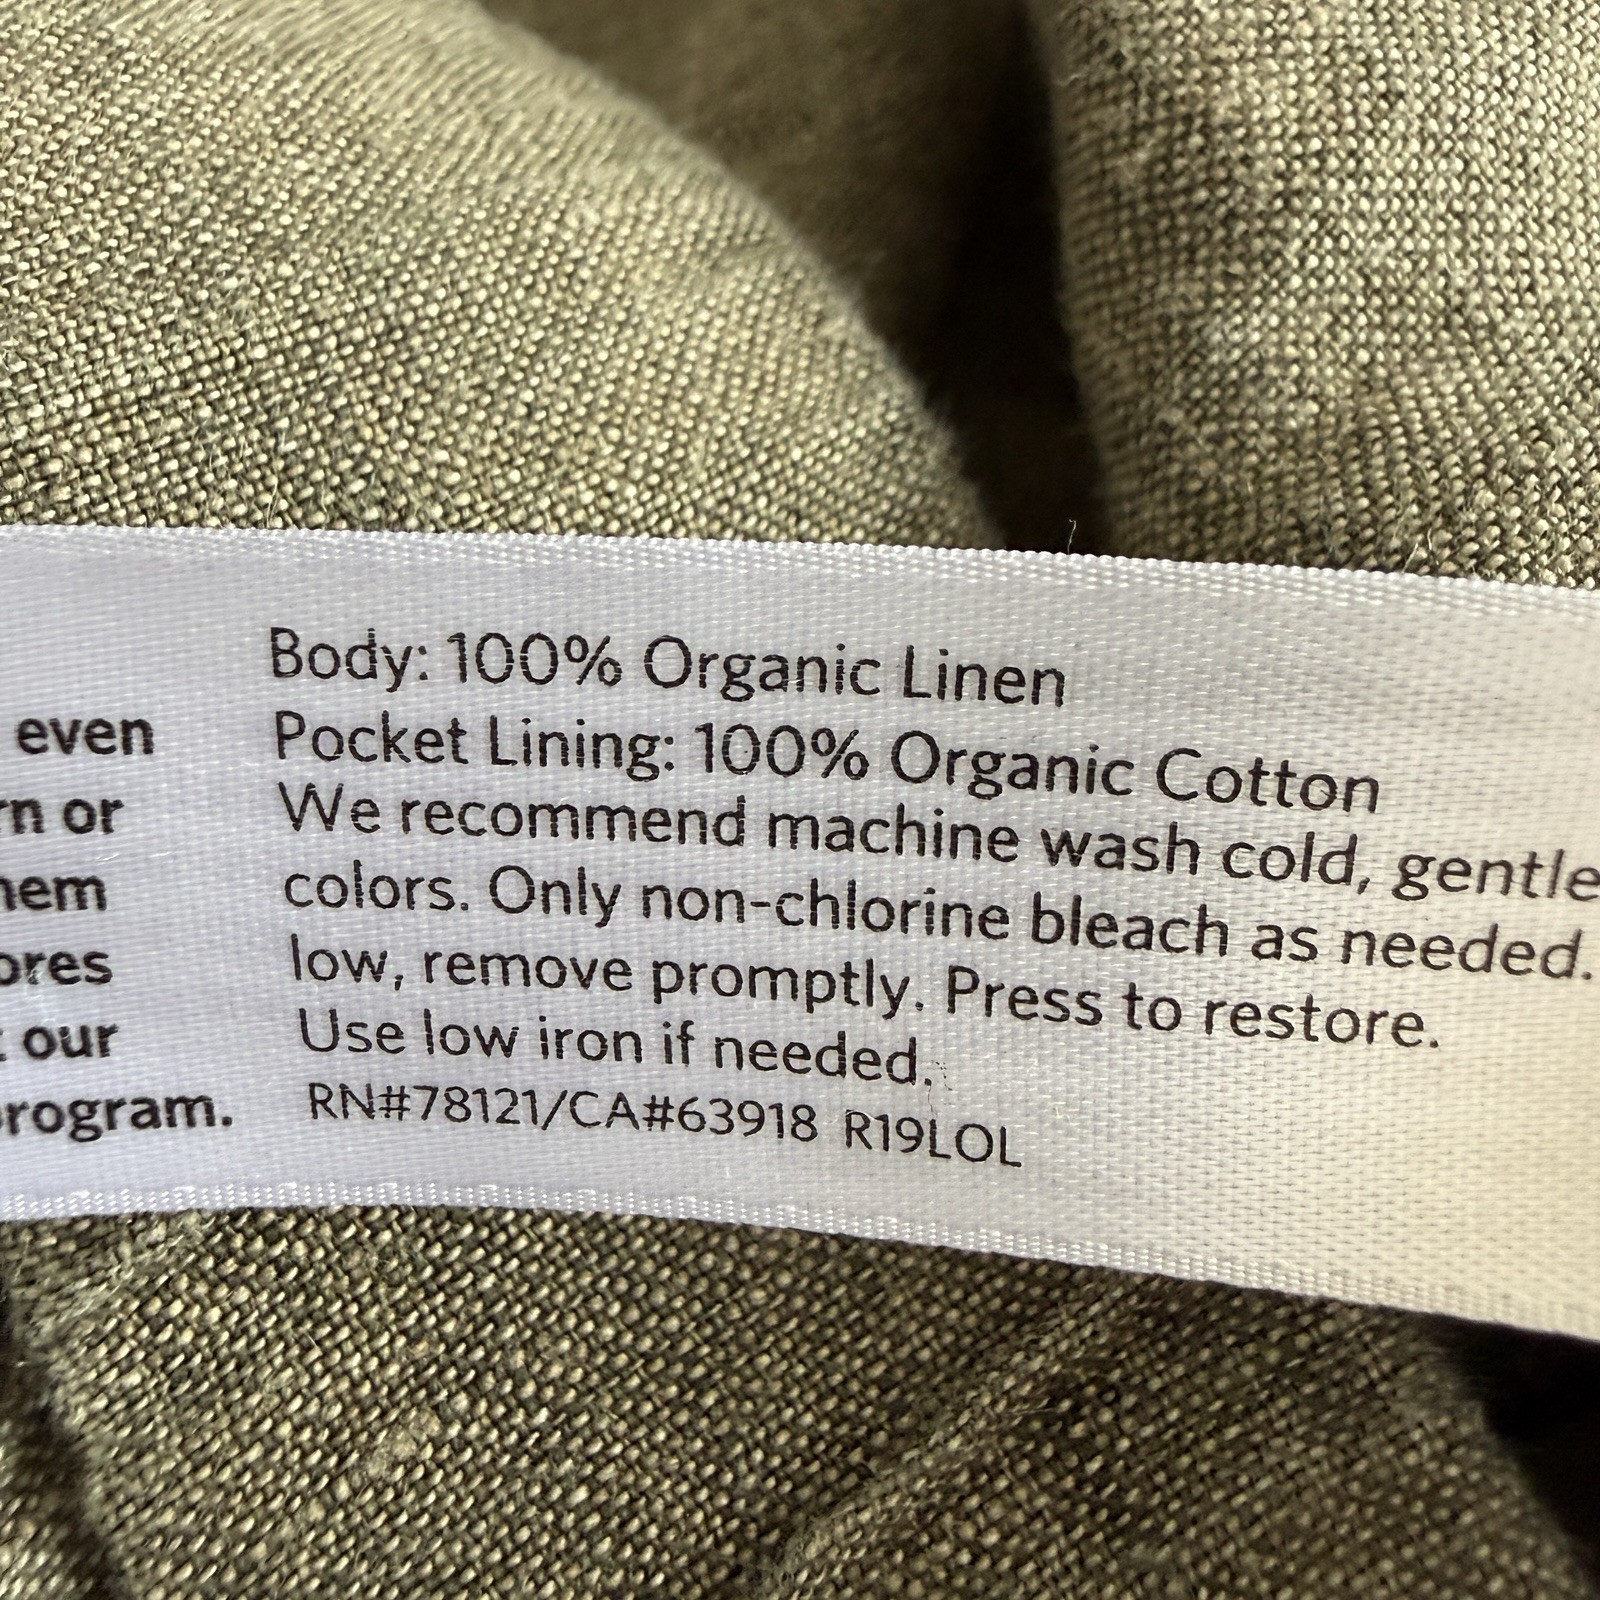 even
or
our
Body: 100% Organic Linen
Pocket Lining: 100% Organic Cotton
We recommend machine wash cold, gentle
colors. Only non-chlorine bleach as needed.
low, remove promptly. Press to restore.
Use low iron if needed.
RN#78121/CA#63918 R19LOL